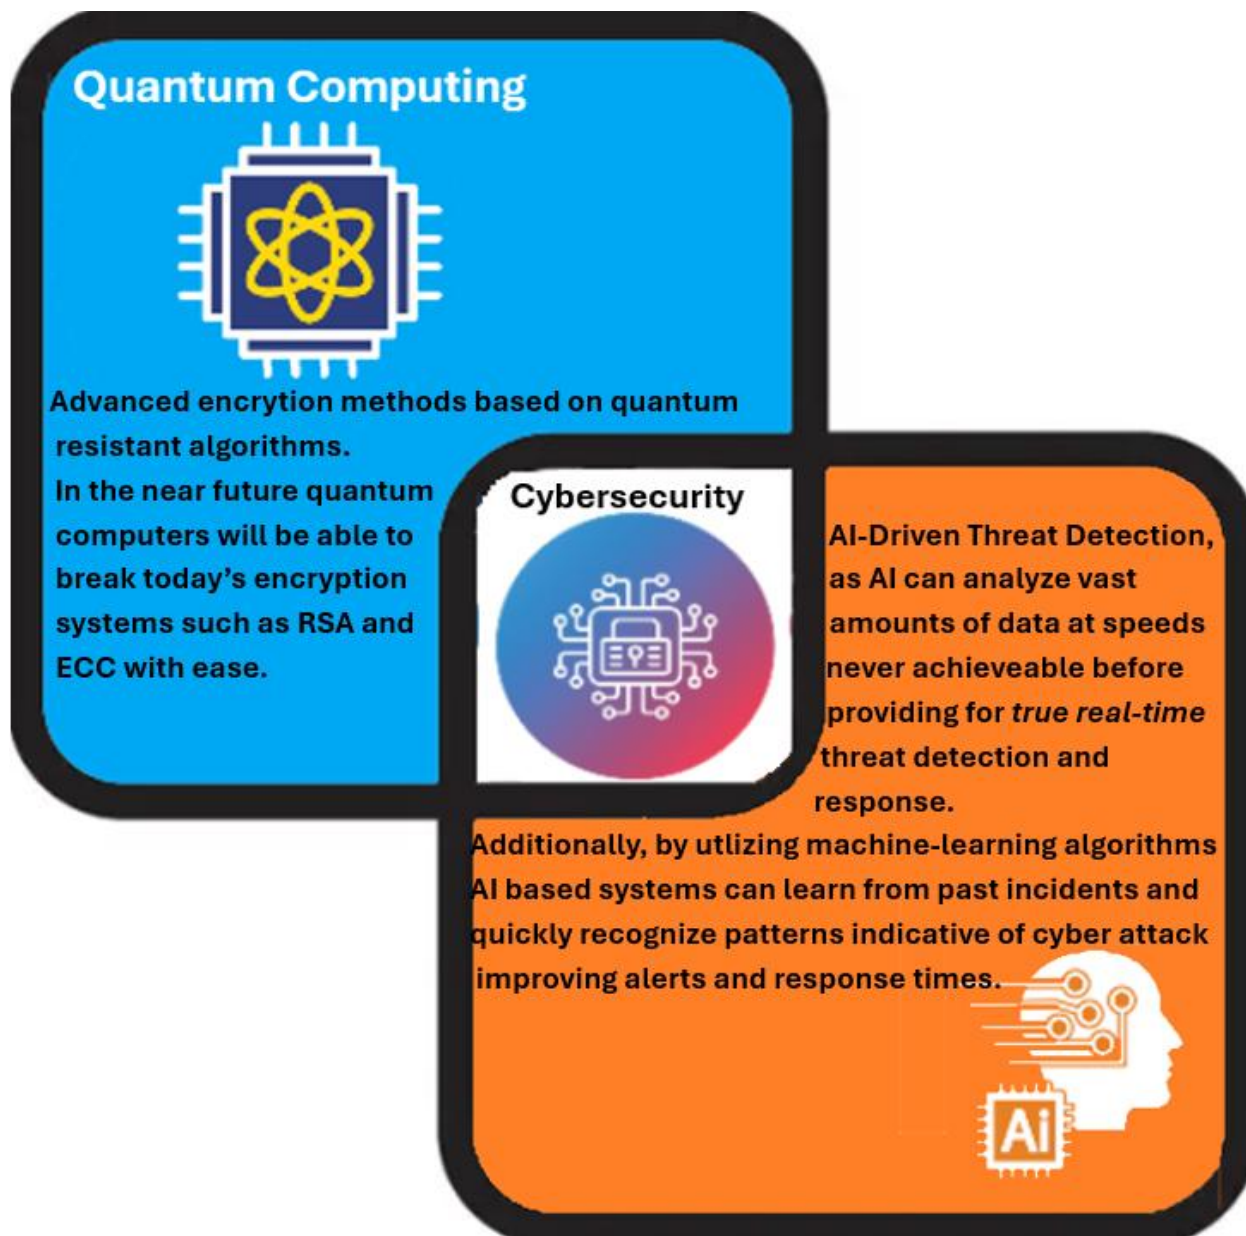 Quantum Computing
Advanced encrytion methods based on quantum
resistant algorithms.
In the near future quantum
computers will be able to
break today's encryption
systems such as RSA and
ECC with ease.
Cybersecurity
AI-Driven Threat Detection,
as AI can analyze vast
amounts of data at speeds
never achieveable before
providing for true real-time
threat detection and
response.
Additionally, by utlizing machine-learning algorithms
AI based systems can learn from past incidents and
quickly recognize patterns indicative of cyber attack
improving alerts and response times.
Ai